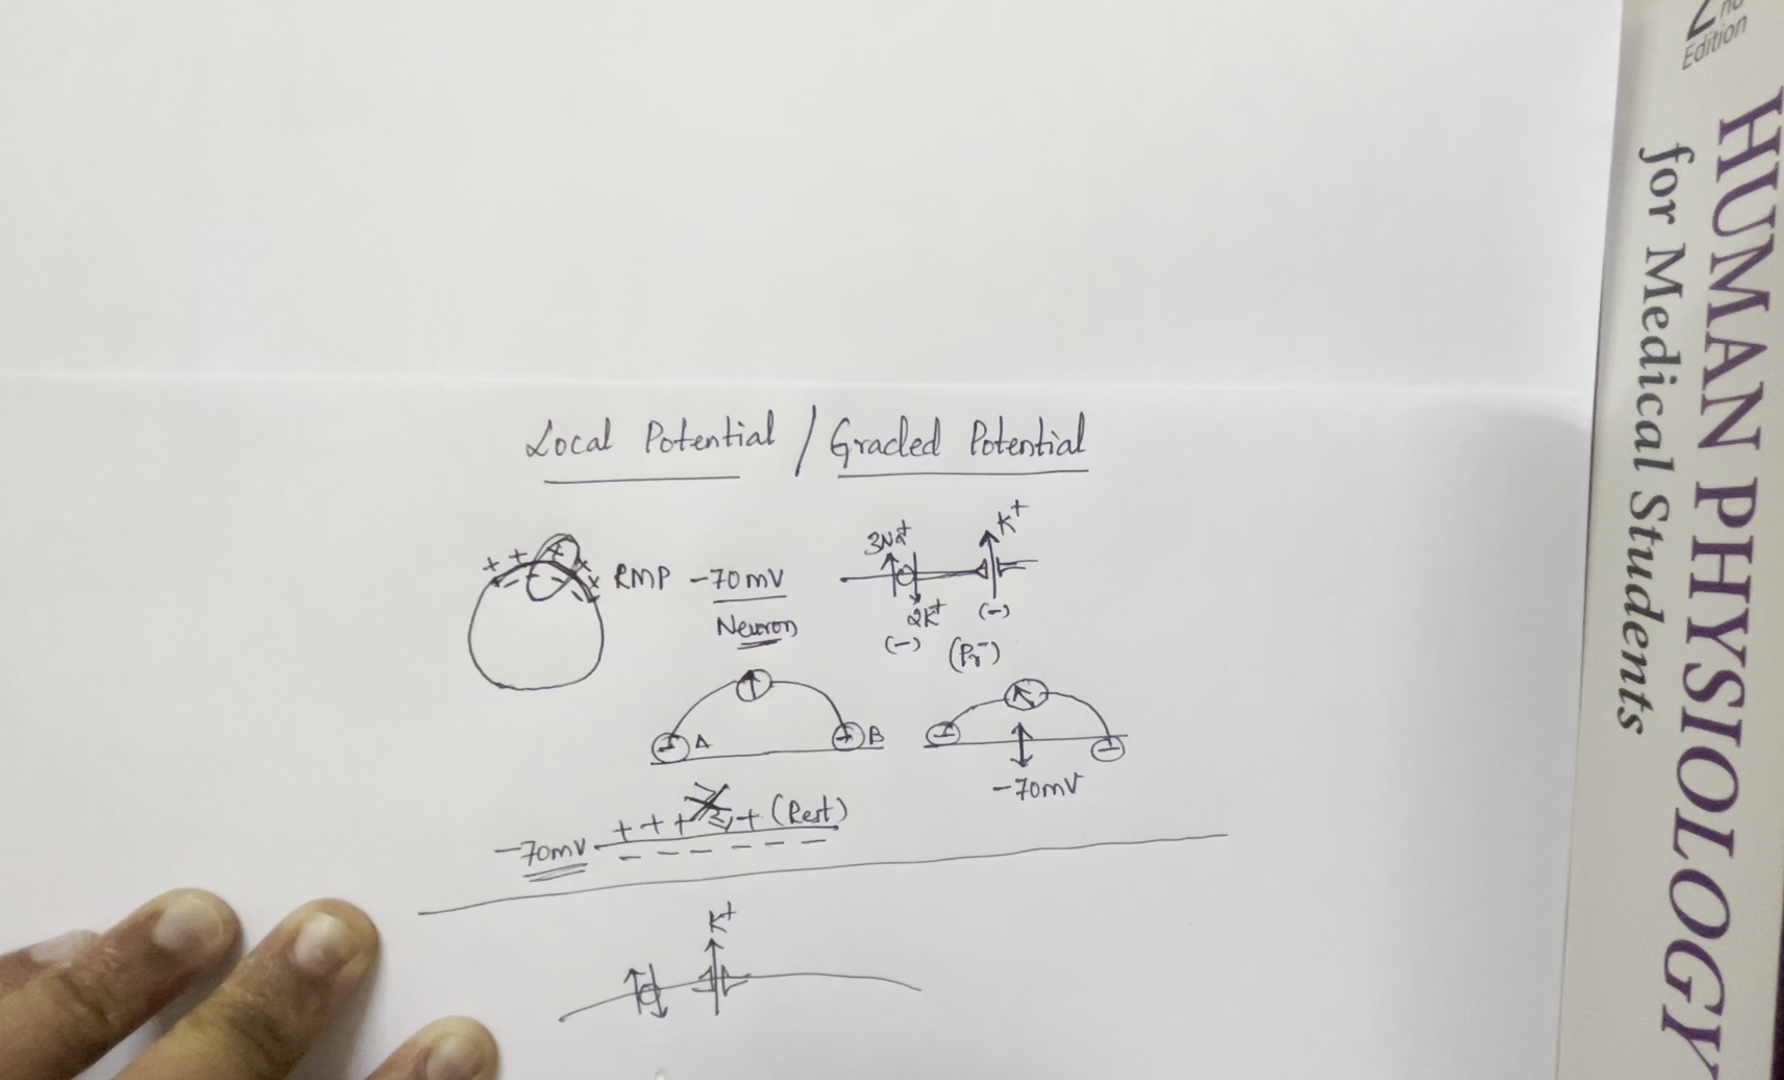 Local Potential / Graded Potential
+ + + + +
RMP -70mV
Neuron
3Na+
2K+
(-)
K+
(-)
(Pr-)
A B
-70mV
-70mV + + + + (Rest)
- - - - - -
K+
2nd
Edition
HUMAN PHYSIOLOGY
for Medical Students